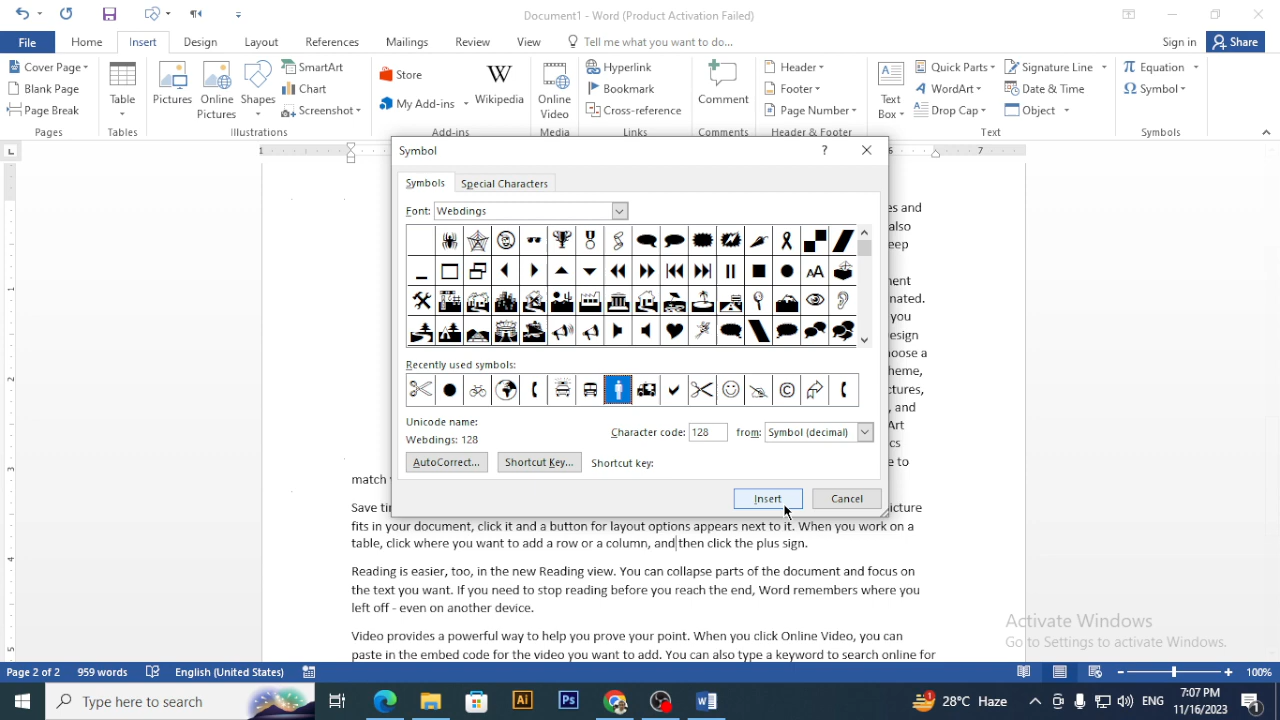 Document1 - Word (Product Activation Failed)
File Home Insert Design Layout References Mailings Review View Tell me what you want to do... Sign in Share
Cover Page
Blank Page
Page Break
Pages
Table
Tables
Pictures
Online Pictures
Shapes
SmartArt
Chart
Screenshot
Illustrations
Store
My Add-ins
Wikipedia
Add-ins
Online Video
Media
Hyperlink
Bookmark
Cross-reference
Links
Comment
Comments
Header
Footer
Page Number
Header & Footer
Text Box
Quick Parts
WordArt
Drop Cap
Signature Line
Date & Time
Object
Text
Equation
Symbol
Symbols
Symbol
Symbols Special Characters
Font: Webdings
Recently used symbols:
Unicode name:
Webdings: 128
Character code: 128 from: Symbol (decimal)
AutoCorrect... Shortcut Key... Shortcut key:
Insert Cancel
es and
also
eep
nent
nated.
you
esign
oose a
heme,
ctures,
, and
Art
cs
e to
match
Save ti icture
fits in your document, click it and a button for layout options appears next to it. When you work on a
table, click where you want to add a row or a column, and then click the plus sign.
Reading is easier, too, in the new Reading view. You can collapse parts of the document and focus on
the text you want. If you need to stop reading before you reach the end, Word remembers where you
left off - even on another device.
Video provides a powerful way to help you prove your point. When you click Online Video, you can
paste in the embed code for the video you want to add. You can also type a keyword to search online for
Activate Windows
Go to Settings to activate Windows.
Page 2 of 2 959 words English (United States) 100%
Type here to search 28°C Haze ENG 7:07 PM
11/16/2023